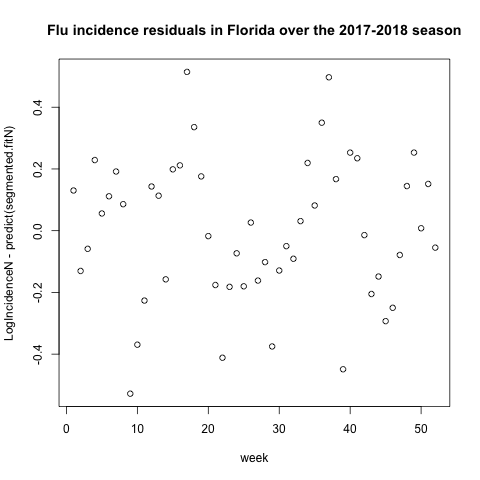 Flu incidence residuals in Florida over the 2017-2018 season
LogIncidenceN - predict(segmented.fitN)
0.4
0.2
0.0
-0.2
-0.4
0 10 20 30 40 50
week